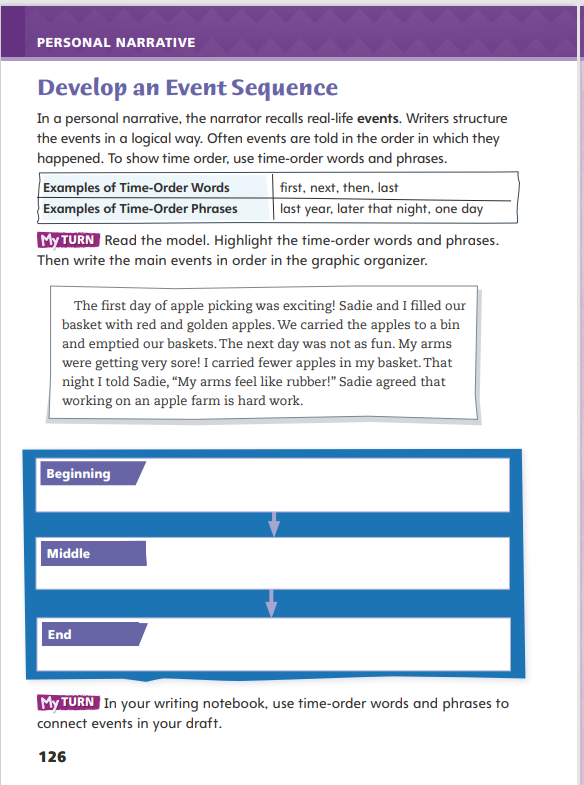 PERSONAL NARRATIVE
Develop an Event Sequence
In a personal narrative, the narrator recalls real-life events. Writers structure
the events in a logical way. Often events are told in the order in which they
happened. To show time order, use time-order words and phrases.
Examples of Time-Order Words first, next, then, last
Examples of Time-Order Phrases last year, later that night, one day
My TURN Read the model. Highlight the time-order words and phrases.
Then write the main events in order in the graphic organizer.
The first day of apple picking was exciting! Sadie and I filled our
basket with red and golden apples. We carried the apples to a bin
and emptied our baskets. The next day was not as fun. My arms
were getting very sore! I carried fewer apples in my basket. That
night I told Sadie, “My arms feel like rubber!” Sadie agreed that
working on an apple farm is hard work.
Beginning
Middle
End
My TURN In your writing notebook, use time-order words and phrases to
connect events in your draft.
126